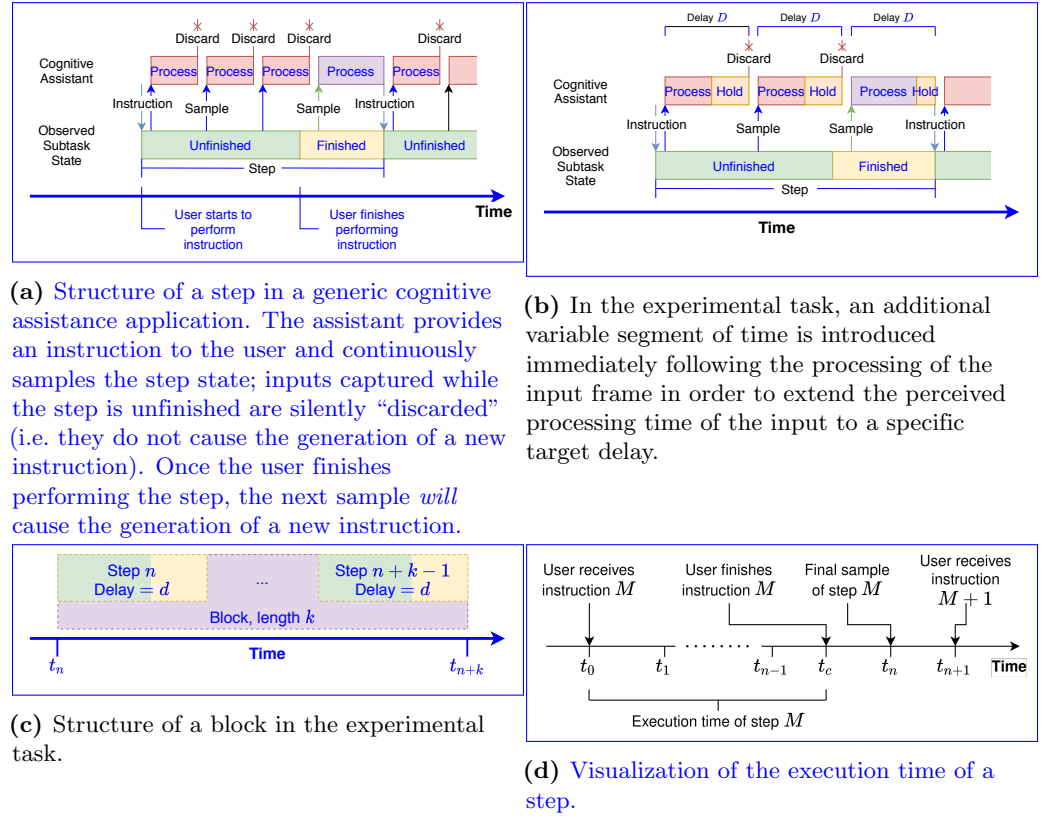 Discard Discard Discard Discard
Cognitive
Assistant
Process Process Process Process Process
Instruction Sample Sample Instruction
Observed
Subtask
State
Unfinished Finished Unfinished
Step
Time
User starts to
perform
instruction
User finishes
performing
instruction
(a) Structure of a step in a generic cognitive
assistance application. The assistant provides
an instruction to the user and continuously
samples the step state; inputs captured while
the step is unfinished are silently “discarded”
(i.e. they do not cause the generation of a new
instruction). Once the user finishes
performing the step, the next sample will
cause the generation of a new instruction.
Delay D Delay D Delay D
Discard Discard
Cognitive
Assistant
Process Hold Process Hold Process Hold
Instruction Sample Sample Instruction
Observed
Subtask
State
Unfinished Finished
Step
Time
(b) In the experimental task, an additional
variable segment of time is introduced
immediately following the processing of the
input frame in order to extend the perceived
processing time of the input to a specific
target delay.
Step n ... Step n + k − 1
Delay = d Delay = d
Block, length k
Time
tn tn+k
(c) Structure of a block in the experimental
task.
User receives
instruction M
User finishes
instruction M
Final sample
of step M
User receives
instruction
M + 1
t0 t1 ........ tn−1 tc tn tn+1 Time
Execution time of step M
(d) Visualization of the execution time of a
step.